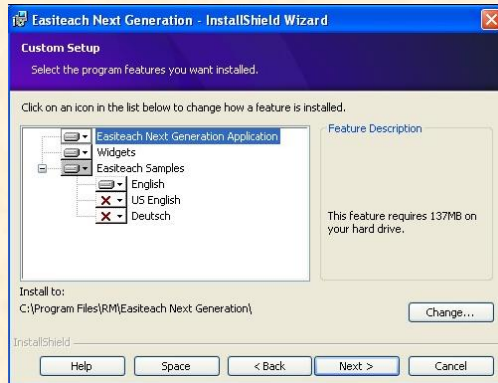 Easiteach Next Generation - InstallShield Wizard
Custom Setup
Select the program features you want installed.
Click on an icon in the list below to change how a feature is installed.
Easiteach Next Generation Application
Widgets
Easiteach Samples
English
US English
Deutsch
Feature Description
This feature requires 137MB on
your hard drive.
Install to:
C:\Program Files\RM\Easiteach Next Generation\
Change...
InstallShield
Help
Space
< Back
Next >
Cancel